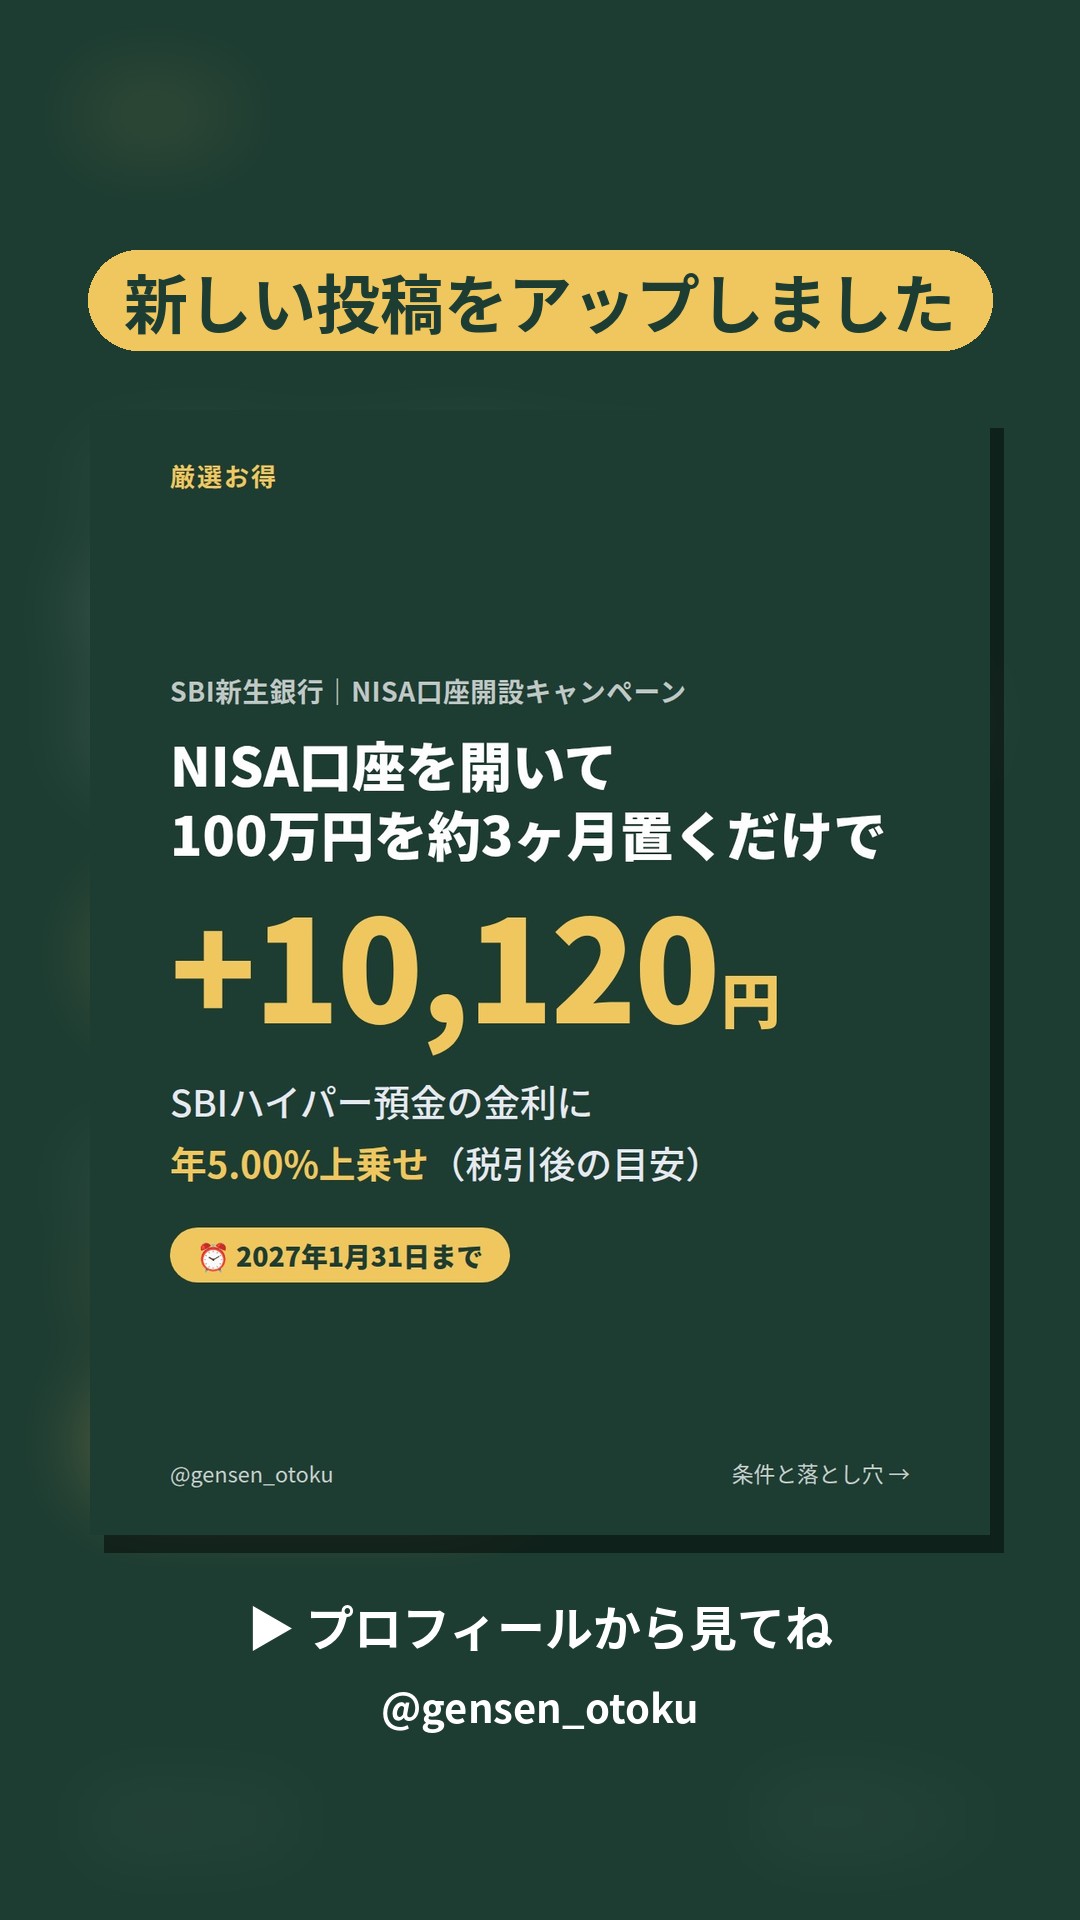 新しい投稿をアップしました
厳選お得
SBI新生銀行｜NISA口座開設キャンペーン
NISA口座を開いて
100万円を約3ヶ月置くだけで
+10,120円
SBIハイパー預金の金利に
年5.00%上乗せ（税引後の目安）
⏰ 2027年1月31日まで
@gensen_otoku
条件と落とし穴→
▶ プロフィールから見てね
@gensen_otoku